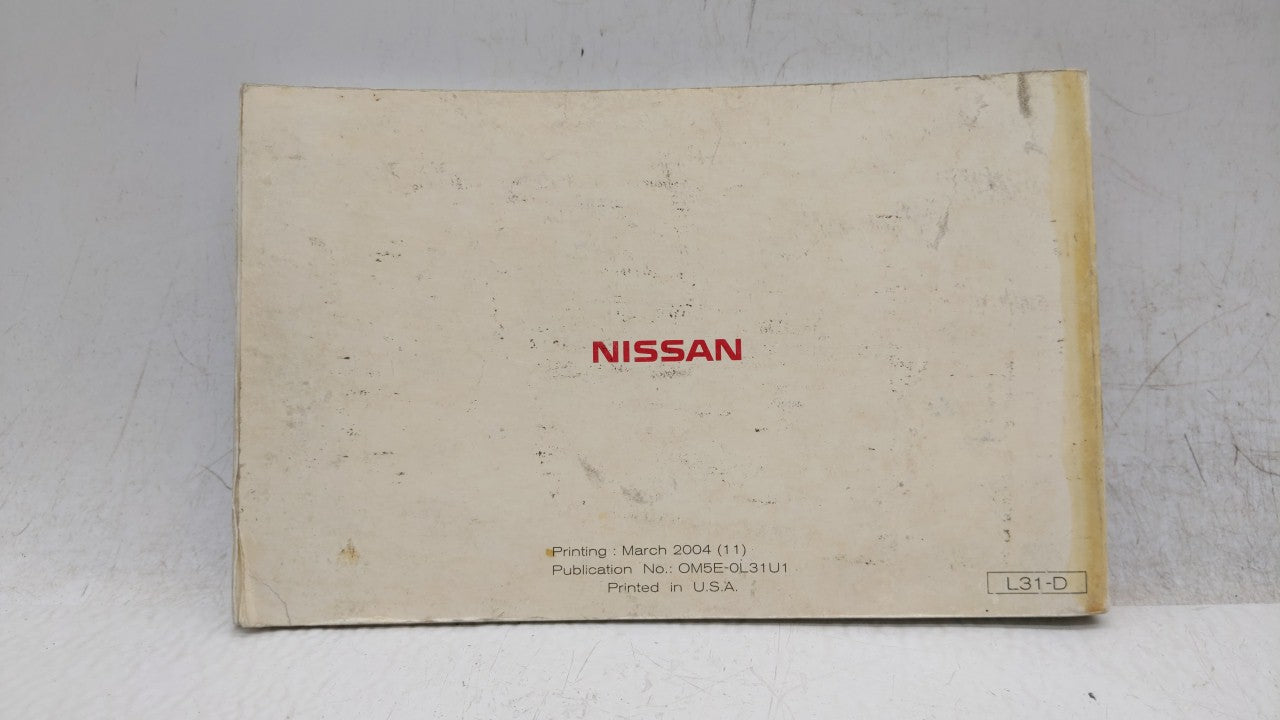 NISSAN
Printing : March 2004 (11)
Publication No.: OM5E-0L31U1
Printed in U.S.A.
L31-D